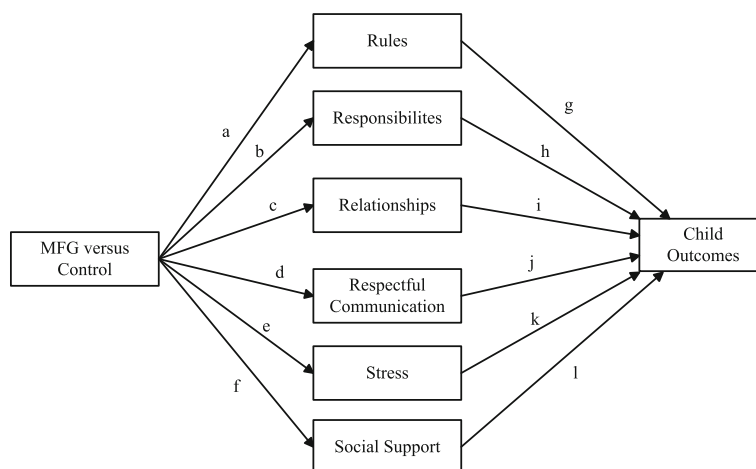 Rules
a
g
Responsibilites
b
h
Relationships
c
i
MFG versus
Control
Child
Outcomes
d
j
Respectful
Communication
e
k
Stress
f
l
Social Support